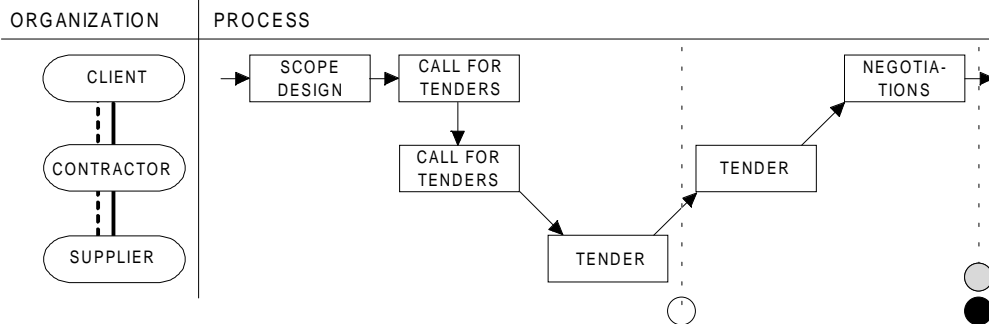 ORGANIZATION
PROCESS
CLIENT
SCOPE
DESIGN
CALL FOR
TENDERS
NEGOTIA-
TIONS
CONTRACTOR
CALL FOR
TENDERS
TENDER
SUPPLIER
TENDER